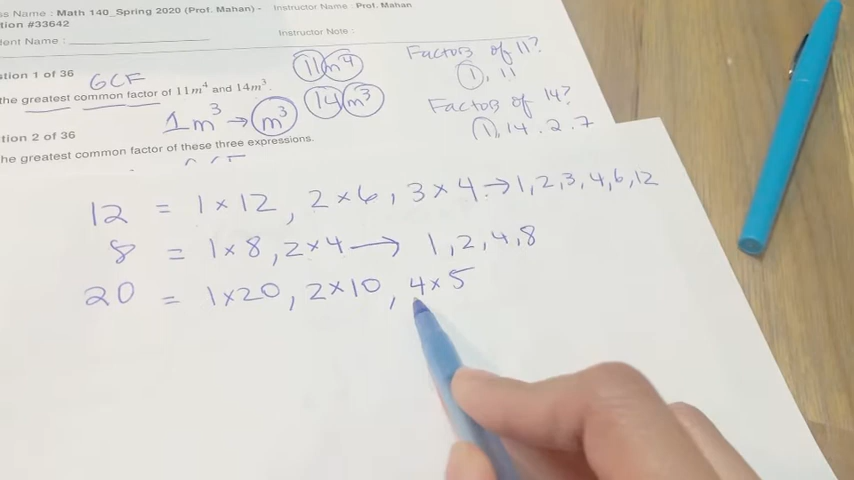 ss Name : Math 140_Spring 2020 (Prof. Mahan) - Instructor Name : Prof. Mahan
tion #33642
dent Name : Instructor Note :
stion 1 of 36 GCF
the greatest common factor of 11m⁴ and 14m³.
11m⁴
14m³
1m³ → m³
Factors of 11?
1, 11
Factors of 14?
1, 14, 2, 7
tion 2 of 36
the greatest common factor of these three expressions.
12 = 1 × 12, 2 × 6, 3 × 4 → 1, 2, 3, 4, 6, 12
8 = 1 × 8, 2 × 4 → 1, 2, 4, 8
20 = 1 × 20, 2 × 10, 4 × 5